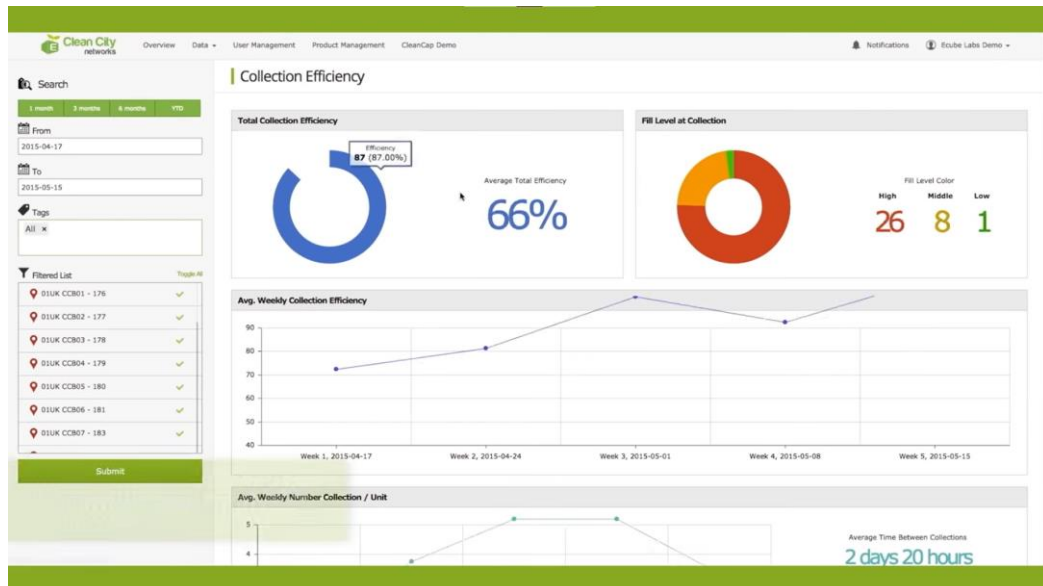 Clean City
networks
Overview
Data
User Management
Product Management
CleanCap Demo
Notifications
Ecube Labs Demo
Search
1 month
3 months
6 months
YTD
From
2015-04-17
To
2015-05-15
Tags
All ×
Filtered List
Toggle All
01UK CCB01 - 176
01UK CCB02 - 177
01UK CCB03 - 178
01UK CCB04 - 179
01UK CCB05 - 180
01UK CCB06 - 181
01UK CCB07 - 183
Submit
Collection Efficiency
Total Collection Efficiency
Efficiency
87 (87.00%)
Average Total Efficiency
66%
Fill Level at Collection
Fill Level Color
High Middle Low
26 8 1
Avg. Weekly Collection Efficiency
90
80
70
60
50
40
Week 1, 2015-04-17
Week 2, 2015-04-24
Week 3, 2015-05-01
Week 4, 2015-05-08
Week 5, 2015-05-15
Avg. Weekly Number Collection / Unit
5
4
Average Time Between Collections
2 days 20 hours